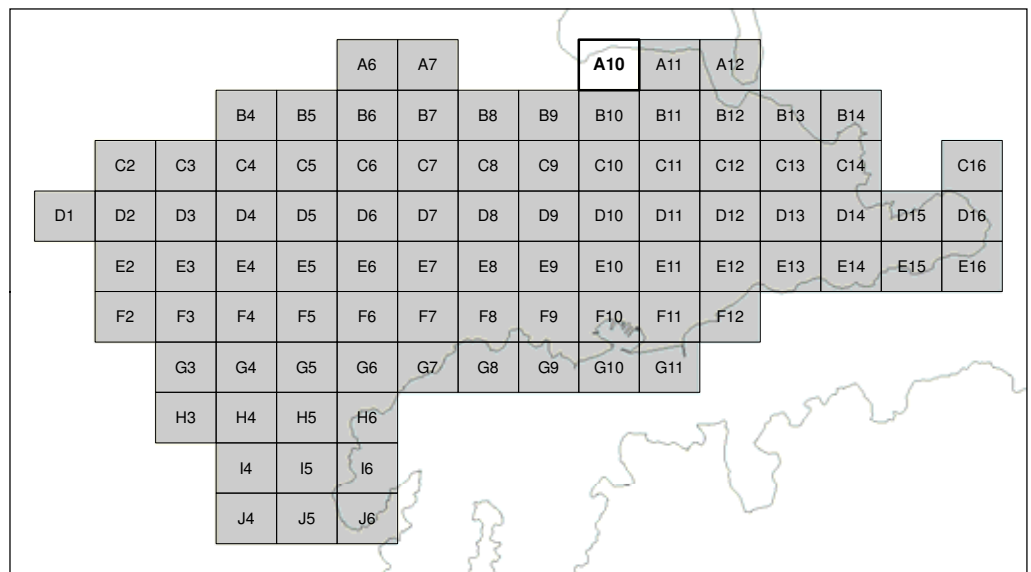 A6 A7 A10 A11 A12
B4 B5 B6 B7 B8 B9 B10 B11 B12 B13 B14
C2 C3 C4 C5 C6 C7 C8 C9 C10 C11 C12 C13 C14 C16
D1 D2 D3 D4 D5 D6 D7 D8 D9 D10 D11 D12 D13 D14 D15 D16
E2 E3 E4 E5 E6 E7 E8 E9 E10 E11 E12 E13 E14 E15 E16
F2 F3 F4 F5 F6 F7 F8 F9 F10 F11 F12
G3 G4 G5 G6 G7 G8 G9 G10 G11
H3 H4 H5 H6
I4 I5 I6
J4 J5 J6